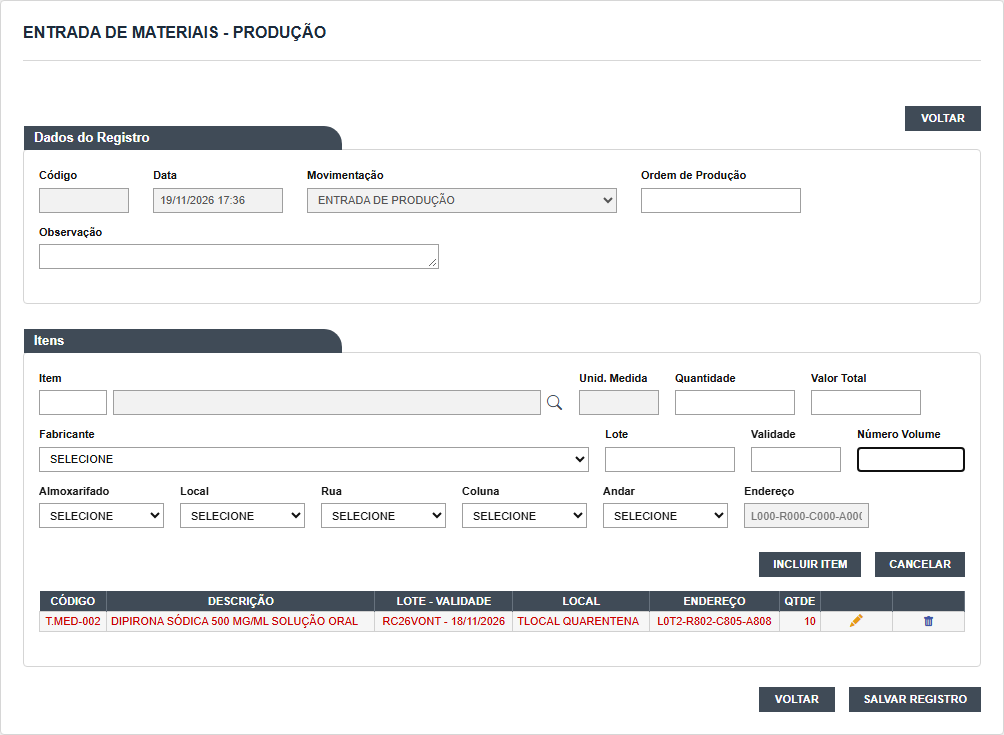 ENTRADA DE MATERIAIS - PRODUÇÃO
VOLTAR
Dados do Registro
Código Data Movimentação Ordem de Produção
19/11/2026 17:36 ENTRADA DE PRODUÇÃO
Observação
Itens
Item Unid. Medida Quantidade Valor Total
Fabricante Lote Validade Número Volume
SELECIONE
Almoxarifado Local Rua Coluna Andar Endereço
SELECIONE SELECIONE SELECIONE SELECIONE SELECIONE L000-R000-C000-A00
INCLUIR ITEM CANCELAR
CÓDIGO DESCRIÇÃO LOTE - VALIDADE LOCAL ENDEREÇO QTDE
T.MED-002 DIPIRONA SÓDICA 500 MG/ML SOLUÇÃO ORAL RC26VONT - 18/11/2026 TLOCAL QUARENTENA L0T2-R802-C805-A808 10
VOLTAR SALVAR REGISTRO